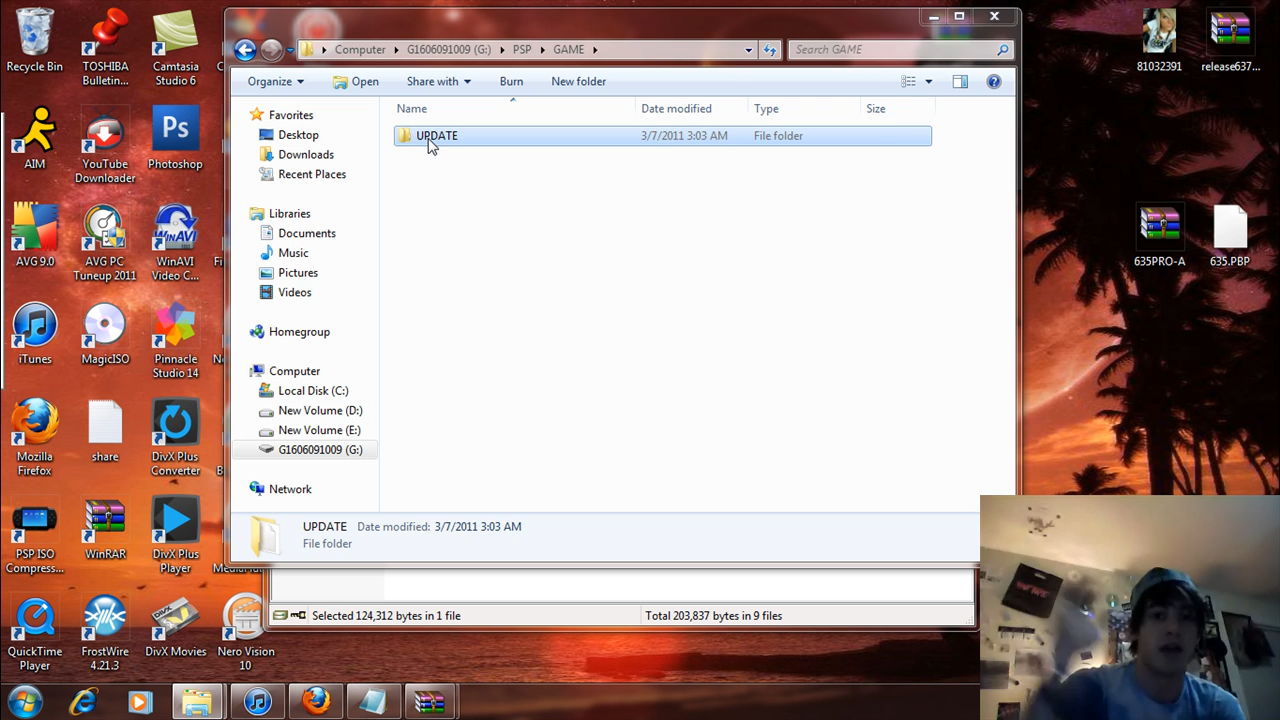 Recycle Bin
TOSHIBA
Bulletin...
Camtasia
Studio 6
AIM
YouTube
Downloader
Ps
Photoshop
AVG 9.0
AVG PC
Tuneup 2011
WinAVI
Video C...
iTunes
MagicISO
Pinnacle
Studio 14
Mozilla
Firefox
share
DivX Plus
Converter
PSP ISO
Compress...
WinRAR
DivX Plus
Player
QuickTime
Player
FrostWire
4.21.3
DivX Movies
Nero Vision
10
Computer
G1606091009 (G:)
PSP
GAME
Search GAME
Organize
Open
Share with
Burn
New folder
Name
Date modified
Type
Size
UPDATE
3/7/2011 3:03 AM
File folder
Favorites
Desktop
Downloads
Recent Places
Libraries
Documents
Music
Pictures
Videos
Homegroup
Computer
Local Disk (C:)
New Volume (D:)
New Volume (E:)
G1606091009 (G:)
Network
UPDATE Date modified: 3/7/2011 3:03 AM
File folder
Selected 124,312 bytes in 1 file
Total 203,837 bytes in 9 files
81032391
release637...
635PRO-A
635.PBP